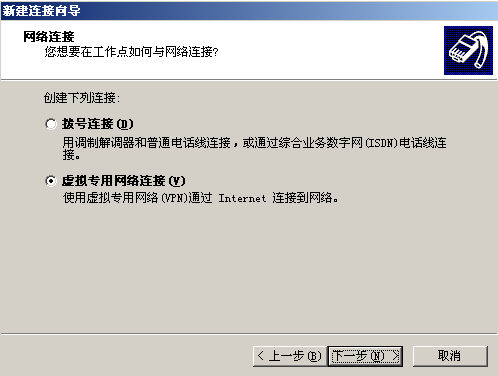 新建连接向导
网络连接
您想要在工作点如何与网络连接?
创建下列连接:
拨号连接(D)
用调制解调器和普通电话线连接，或通过综合业务数字网(ISDN)电话线连
接。
虚拟专用网络连接(V)
使用虚拟专用网络(VPN)通过 Internet 连接到网络。
< 上一步(B)
下一步(N) >
取消